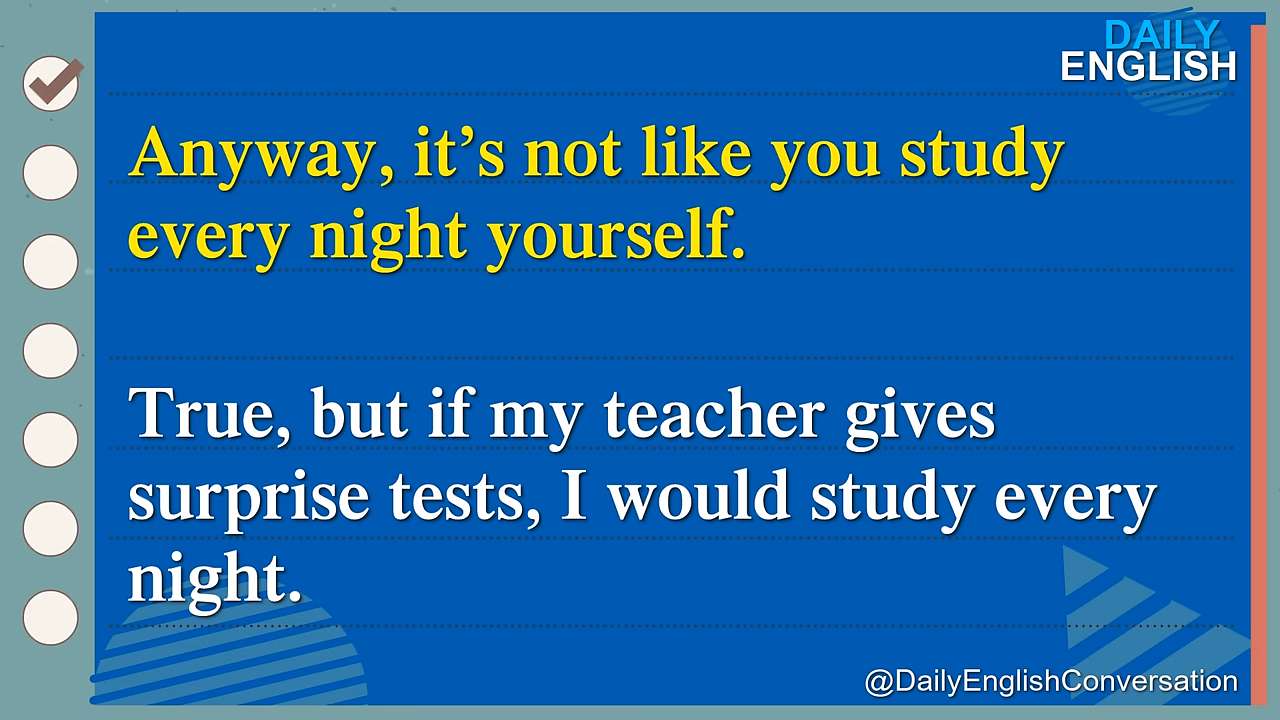 DAILY
ENGLISH
Anyway, it’s not like you study
every night yourself.
True, but if my teacher gives
surprise tests, I would study every
night.
@DailyEnglishConversation